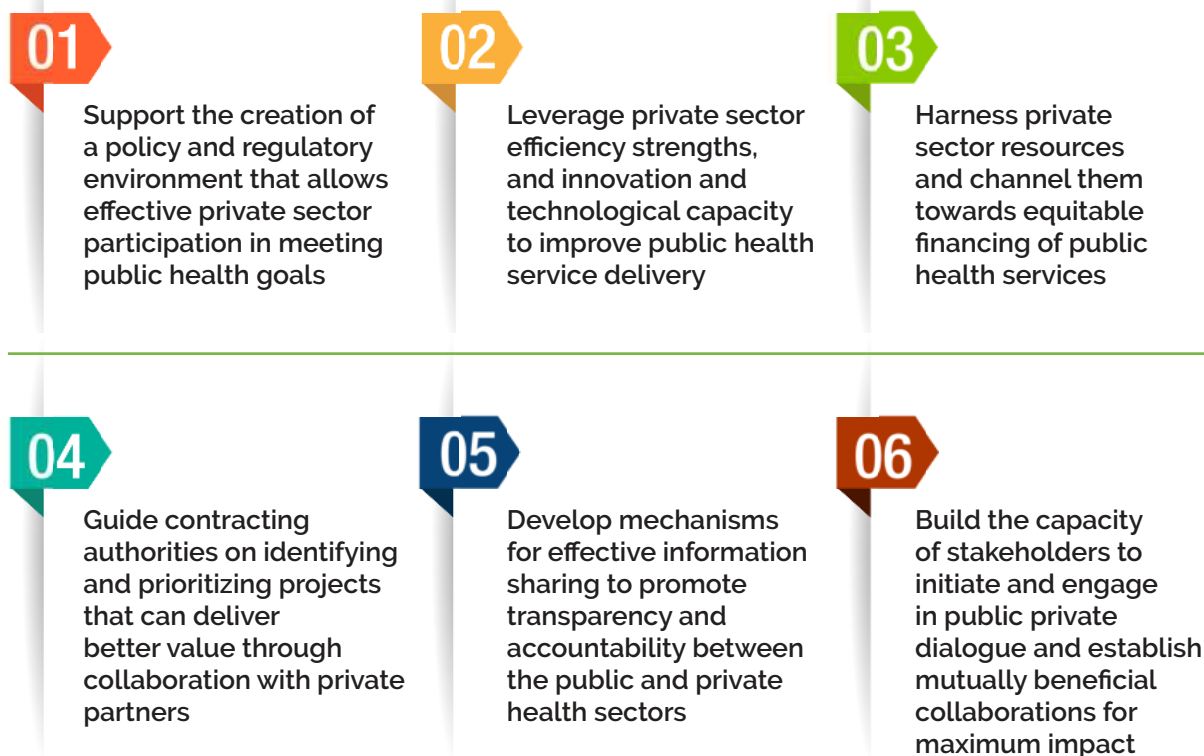 01
Support the creation of
a policy and regulatory
environment that allows
effective private sector
participation in meeting
public health goals
02
Leverage private sector
efficiency strengths,
and innovation and
technological capacity
to improve public health
service delivery
03
Harness private
sector resources
and channel them
towards equitable
financing of public
health services
04
Guide contracting
authorities on identifying
and prioritizing projects
that can deliver
better value through
collaboration with private
partners
05
Develop mechanisms
for effective information
sharing to promote
transparency and
accountability between
the public and private
health sectors
06
Build the capacity
of stakeholders to
initiate and engage
in public private
dialogue and establish
mutually beneficial
collaborations for
maximum impact